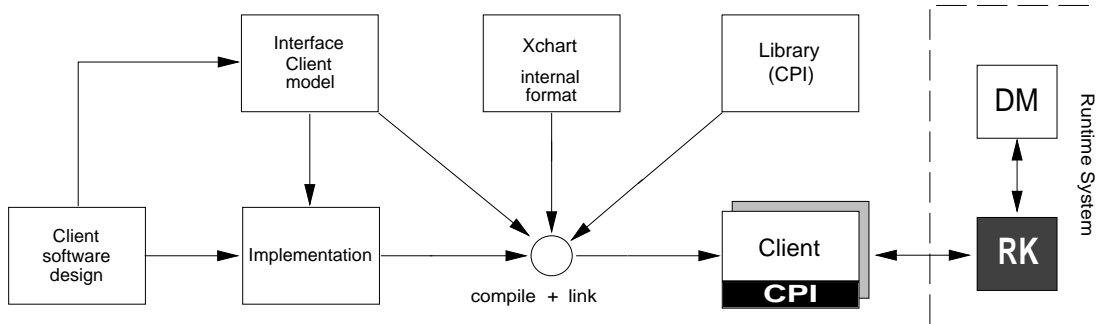 Interface
Client
model
Xchart
internal
format
Library
(CPI)
DM
Runtime System
Client
software
design
Implementation
compile + link
Client
CPI
RK